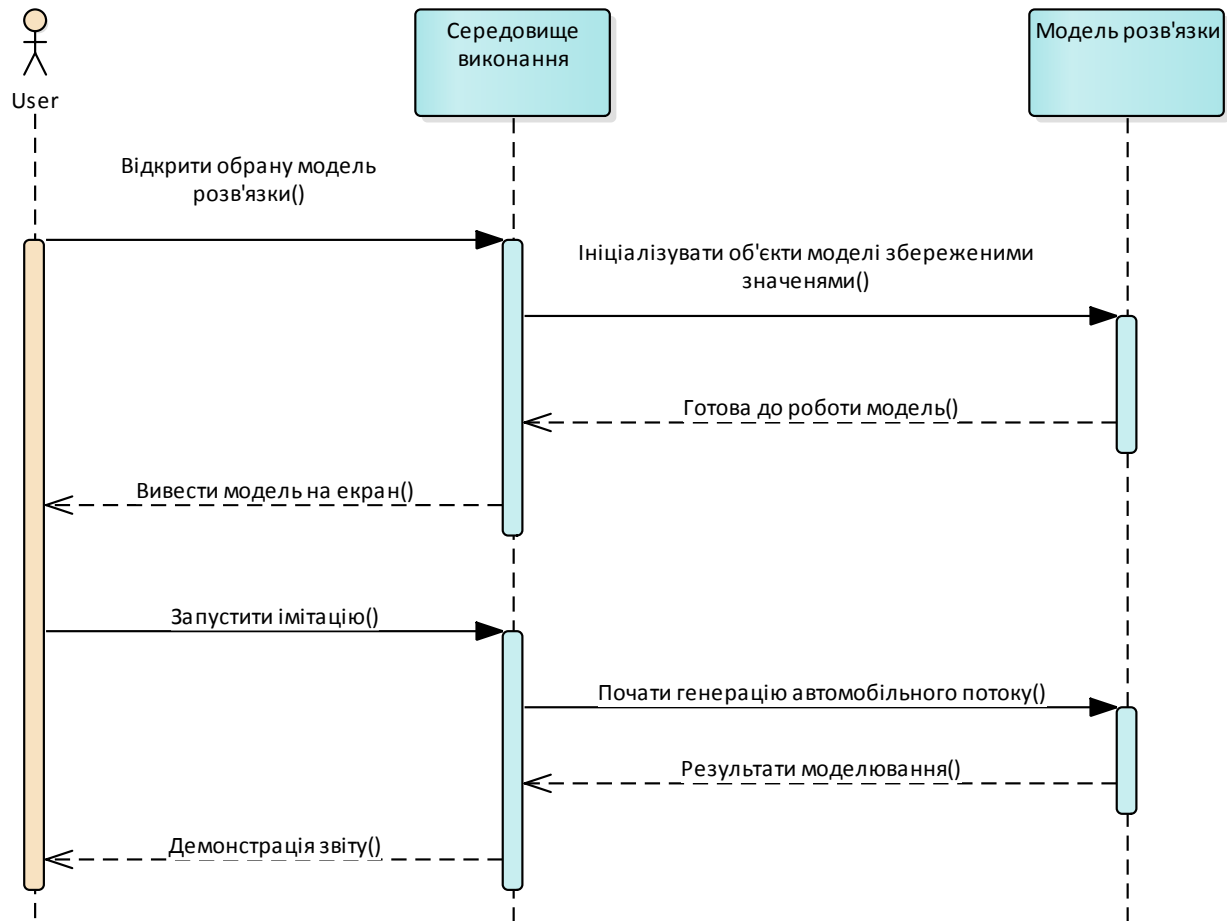 Середовище
виконання
Модель розв'язки
User
Відкрити обрану модель
розв'язки()
Ініціалізувати об'єкти моделі збереженими
значенями()
Готова до роботи модель()
Вивести модель на екран()
Запустити імітацію()
Почати генерацію автомобільного потоку()
Результати моделювання()
Демонстрація звіту()